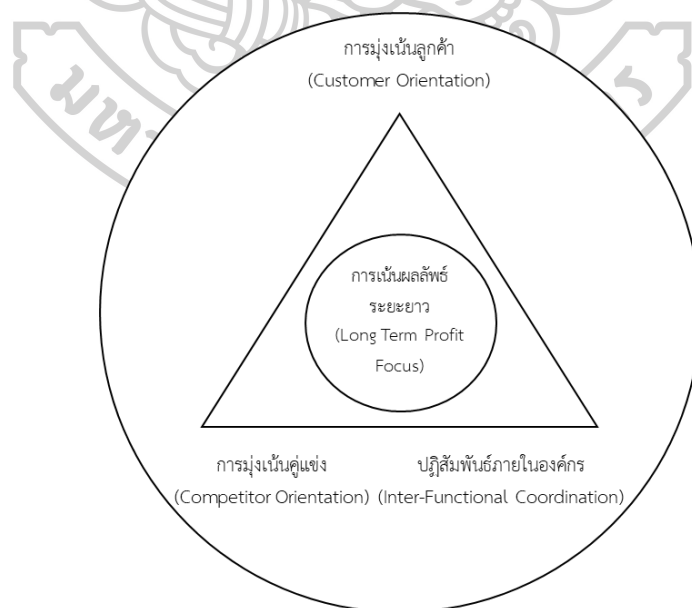 การมุ่งเน้นลูกค้า
(Customer Orientation)
การเน้นผลลัพธ์
ระยะยาว
(Long Term Profit
Focus)
การมุ่งเน้นคู่แข่ง
(Competitor Orientation)
ปฏิสัมพันธ์ภายในองค์กร
(Inter-Functional Coordination)